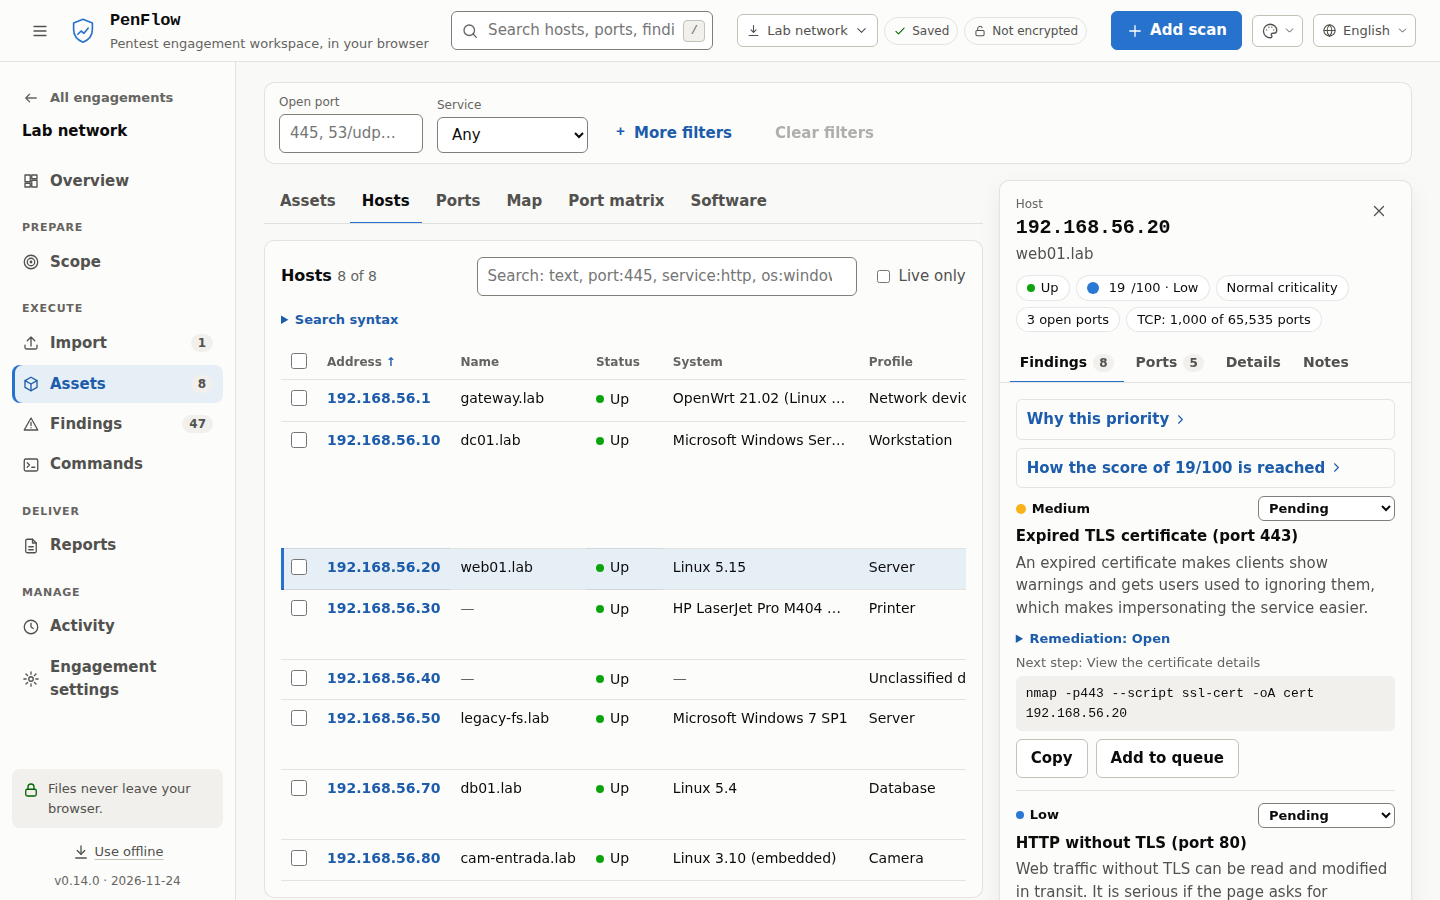 PenFlow
Pentest engagement workspace, in your browser
Search hosts, ports, findi
/
Lab network
Saved
Not encrypted
Add scan
English
All engagements
Lab network
Overview
PREPARE
Scope
EXECUTE
Import 1
Assets 8
Findings 47
Commands
DELIVER
Reports
MANAGE
Activity
Engagement
settings
Files never leave your
browser.
Use offline
v0.14.0 · 2026-11-24
Open port
445, 53/udp...
Service
Any
+ More filters
Clear filters
Assets Hosts Ports Map Port matrix Software
Hosts 8 of 8
Search: text, port:445, service:http, os:window
Live only
Search syntax
Address ↑ Name Status System Profile
192.168.56.1 gateway.lab Up OpenWrt 21.02 (Linux ... Network devic
192.168.56.10 dc01.lab Up Microsoft Windows Ser... Workstation
192.168.56.20 web01.lab Up Linux 5.15 Server
192.168.56.30 — Up HP LaserJet Pro M404 ... Printer
192.168.56.40 — Up — Unclassified d
192.168.56.50 legacy-fs.lab Up Microsoft Windows 7 SP1 Server
192.168.56.70 db01.lab Up Linux 5.4 Database
192.168.56.80 cam-entrada.lab Up Linux 3.10 (embedded) Camera
Host
192.168.56.20
web01.lab
Up
19 /100 · Low
Normal criticality
3 open ports
TCP: 1,000 of 65,535 ports
Findings 8 Ports 5 Details Notes
Why this priority
How the score of 19/100 is reached
Medium
Pending
Expired TLS certificate (port 443)
An expired certificate makes clients show
warnings and gets users used to ignoring them,
which makes impersonating the service easier.
Remediation: Open
Next step: View the certificate details
nmap -p443 --script ssl-cert -oA cert
192.168.56.20
Copy
Add to queue
Low
Pending
HTTP without TLS (port 80)
Web traffic without TLS can be read and modified
in transit. It is serious if the page asks for